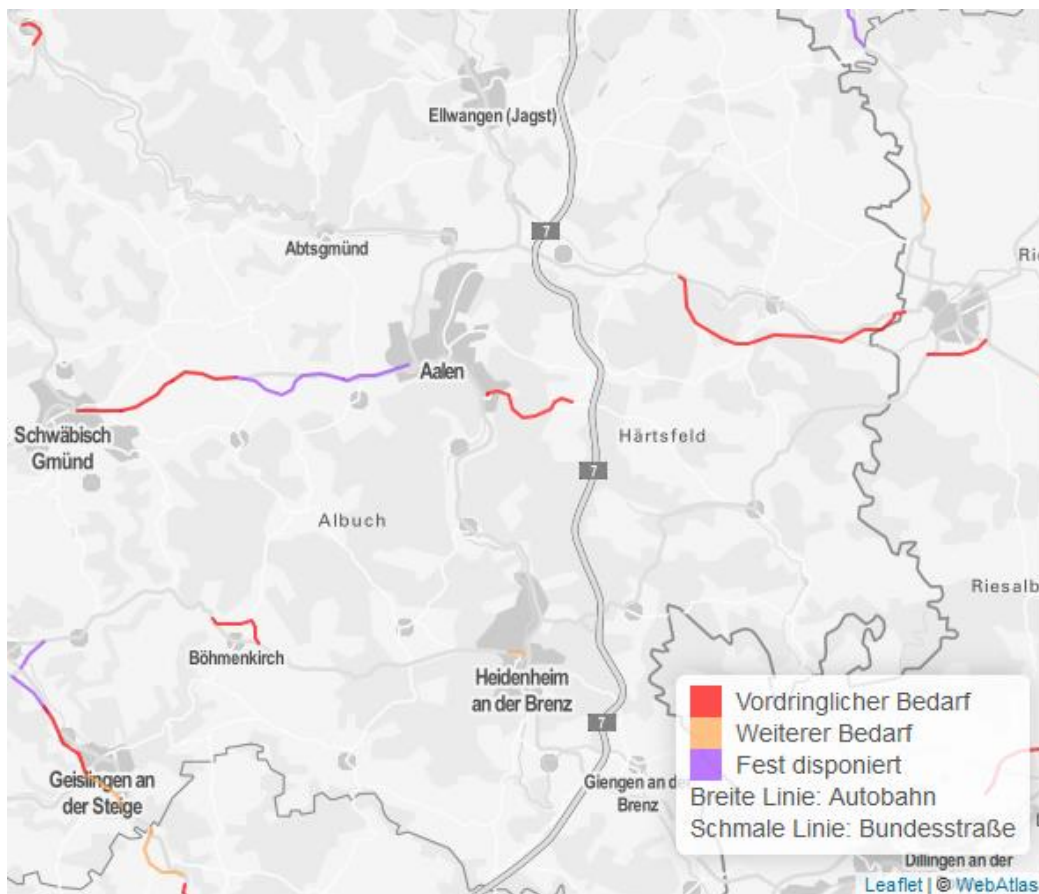 Ellwangen (Jagst)
7
Abtsgmünd
Aalen
Schwäbisch
Gmünd
Härtsfeld
7
Albuch
Riesalb
Böhmenkirch
Heidenheim
an der Brenz
7
Geislingen an
der Steige
Giengen an der
Brenz
Vordringlicher Bedarf
Weiterer Bedarf
Fest disponiert
Breite Linie: Autobahn
Schmale Linie: Bundesstraße
Dillingen an der
Leaflet | © WebAtlas